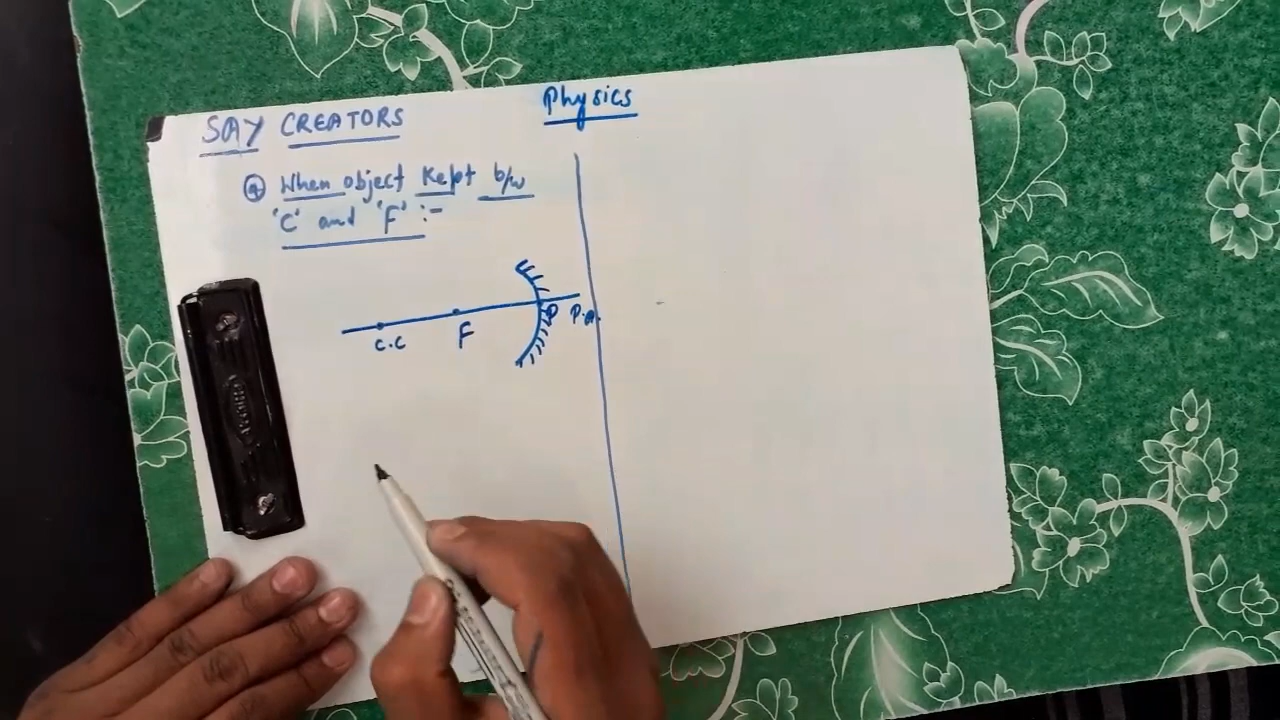 SAY CREATORS
Physics
Q When object kept b/w
'C' and 'F' :-
P
P.A.
C.C
F